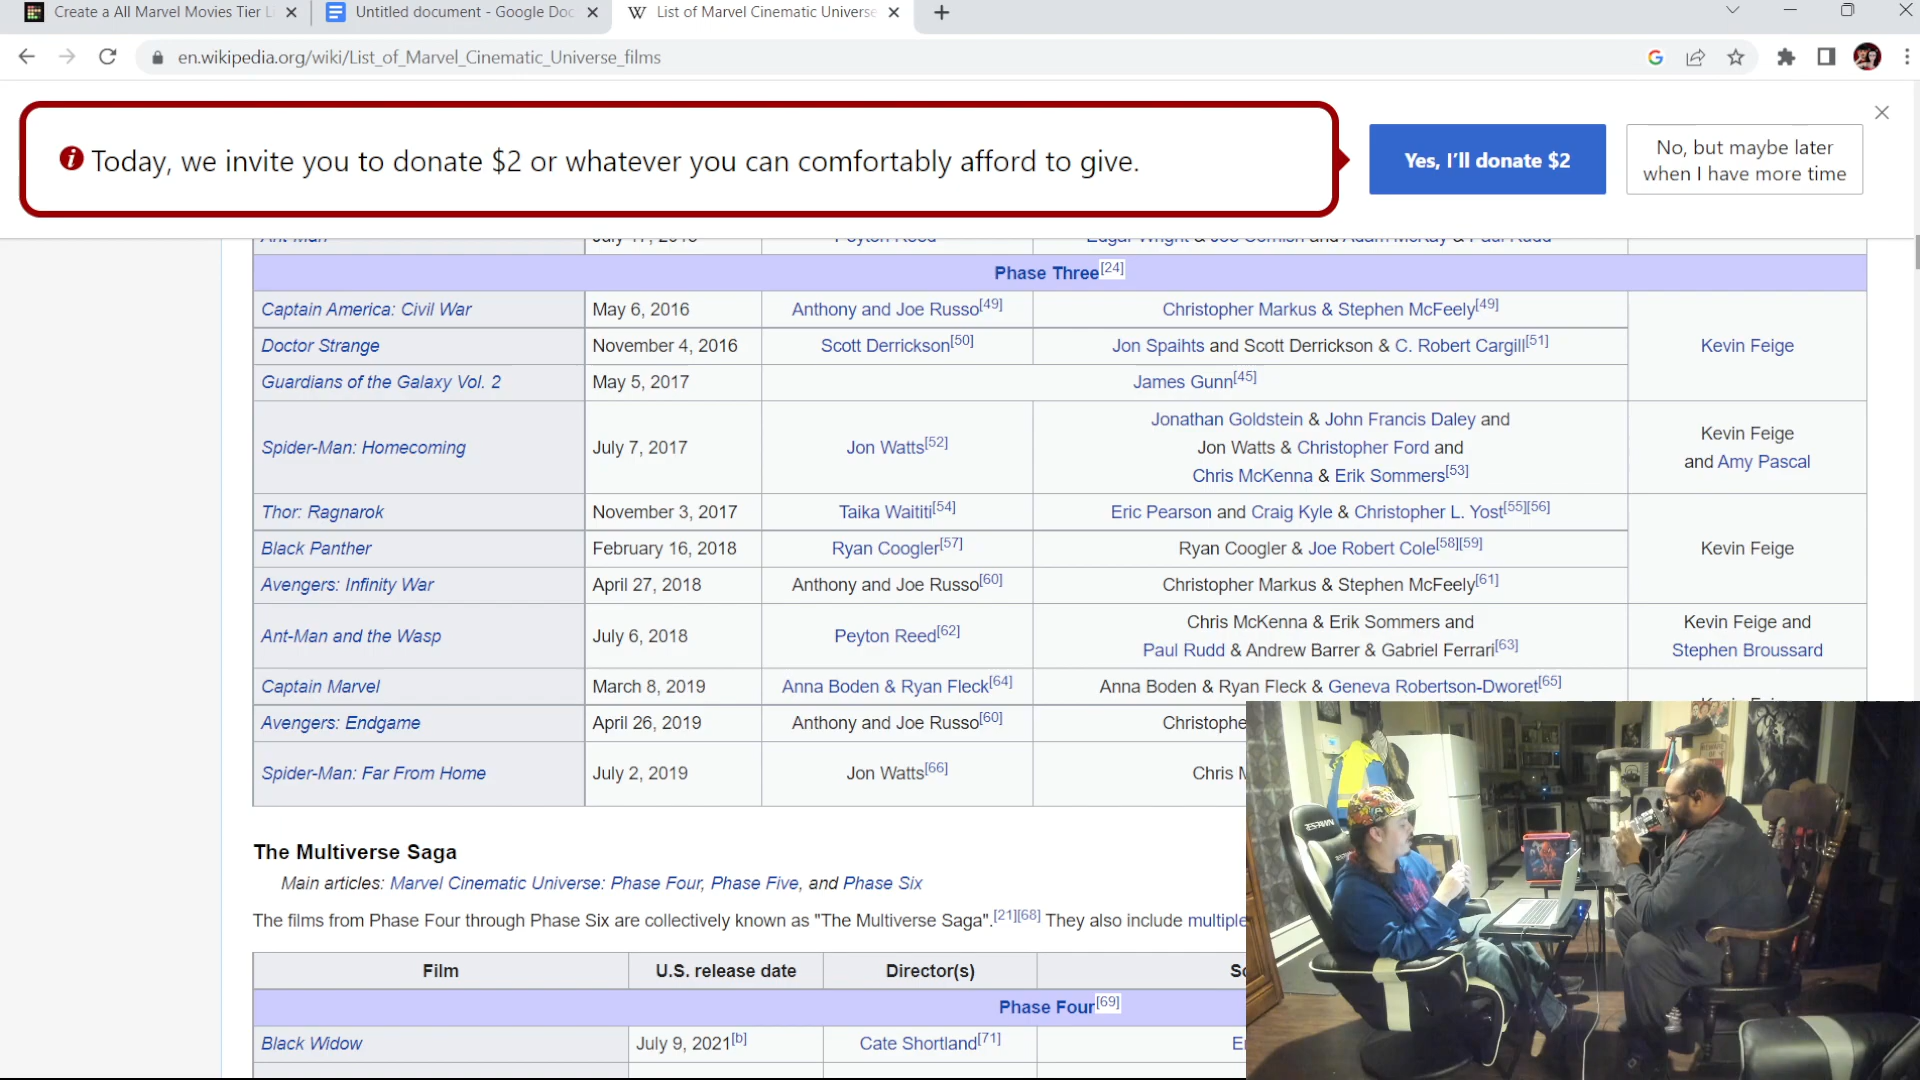 Create a All Marvel Movies Tier L
Untitled document - Google Doc
W List of Marvel Cinematic Universe
en.wikipedia.org/wiki/List_of_Marvel_Cinematic_Universe_films
Today, we invite you to donate $2 or whatever you can comfortably afford to give.
Yes, I'll donate $2
No, but maybe later
when I have more time
Phase Three[24]
Captain America: Civil War May 6, 2016 Anthony and Joe Russo[49] Christopher Markus & Stephen McFeely[49]
Doctor Strange November 4, 2016 Scott Derrickson[50] Jon Spaihts and Scott Derrickson & C. Robert Cargill[51] Kevin Feige
Guardians of the Galaxy Vol. 2 May 5, 2017 James Gunn[45]
Spider-Man: Homecoming July 7, 2017 Jon Watts[52]
Jonathan Goldstein & John Francis Daley and
Jon Watts & Christopher Ford and
Chris McKenna & Erik Sommers[53]
Kevin Feige
and Amy Pascal
Thor: Ragnarok November 3, 2017 Taika Waititi[54] Eric Pearson and Craig Kyle & Christopher L. Yost[55][56]
Black Panther February 16, 2018 Ryan Coogler[57] Ryan Coogler & Joe Robert Cole[58][59] Kevin Feige
Avengers: Infinity War April 27, 2018 Anthony and Joe Russo[60] Christopher Markus & Stephen McFeely[61]
Ant-Man and the Wasp July 6, 2018 Peyton Reed[62]
Chris McKenna & Erik Sommers and
Paul Rudd & Andrew Barrer & Gabriel Ferrari[63]
Kevin Feige and
Stephen Broussard
Captain Marvel March 8, 2019 Anna Boden & Ryan Fleck[64] Anna Boden & Ryan Fleck & Geneva Robertson-Dworet[65]
Avengers: Endgame April 26, 2019 Anthony and Joe Russo[60] Christophe
Spider-Man: Far From Home July 2, 2019 Jon Watts[66] Chris M
The Multiverse Saga
Main articles: Marvel Cinematic Universe: Phase Four, Phase Five, and Phase Six
The films from Phase Four through Phase Six are collectively known as "The Multiverse Saga".[21][68] They also include multiple
Film U.S. release date Director(s) Sc
Phase Four[69]
Black Widow July 9, 2021[b] Cate Shortland[71] E
RESPAWN